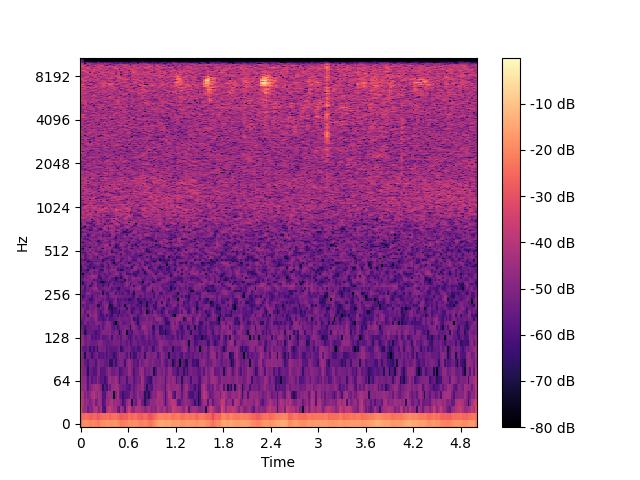 8192
4096
2048
1024
512
256
128
64
0
Hz
0 0.6 1.2 1.8 2.4 3 3.6 4.2 4.8
Time
-10 dB
-20 dB
-30 dB
-40 dB
-50 dB
-60 dB
-70 dB
-80 dB